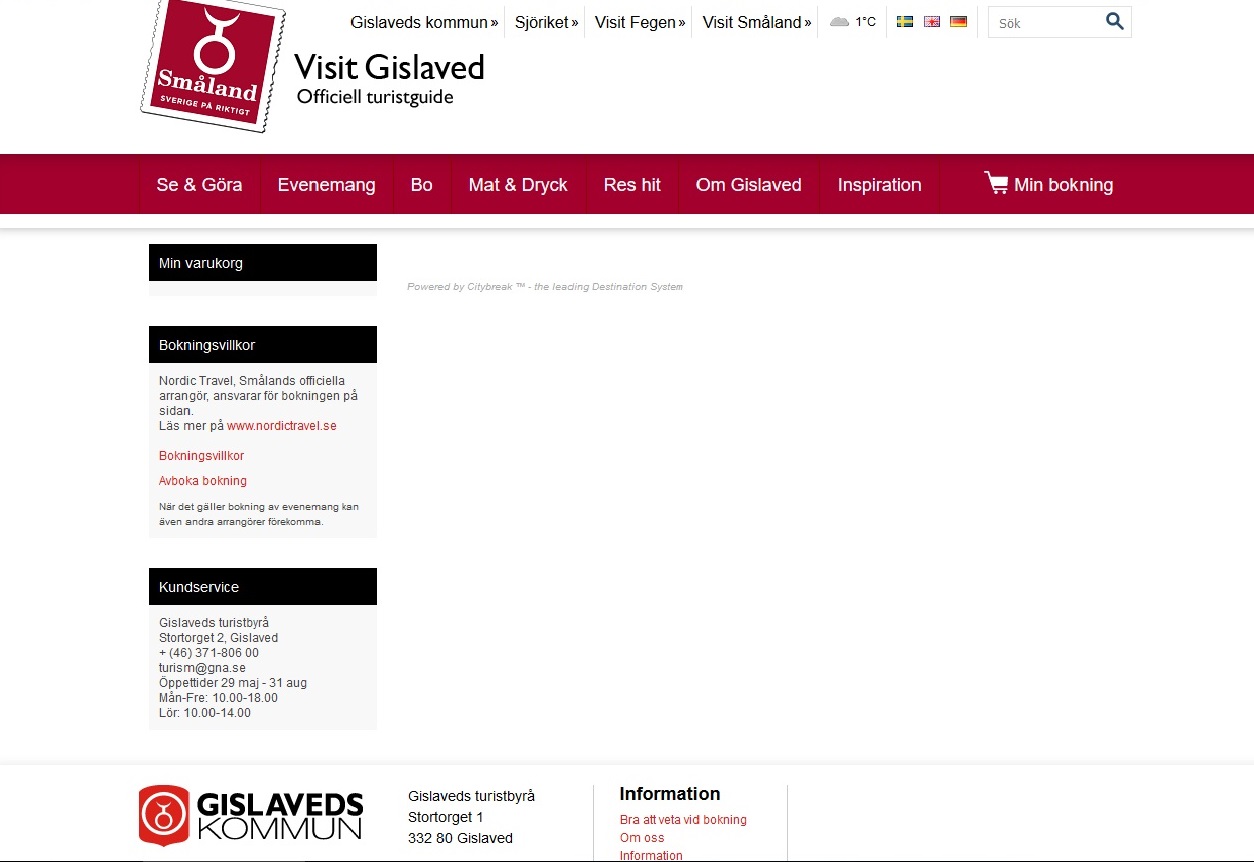 Gislaveds kommun »
Sjöriket »
Visit Fegen »
Visit Småland »
1°C
Sök
Småland
SVERIGE PÅ RIKTIGT
Visit Gislaved
Officiell turistguide
Se & Göra
Evenemang
Bo
Mat & Dryck
Res hit
Om Gislaved
Inspiration
Min bokning
Min varukorg
Powered by Citybreak ™ - the leading Destination System
Bokningsvillkor
Nordic Travel, Smålands officiella
arrangör, ansvarar för bokningen på
sidan.
Läs mer på www.nordictravel.se
Bokningsvillkor
Avboka bokning
När det gäller bokning av evenemang kan
även andra arrangörer förekomma.
Kundservice
Gislaveds turistbyrå
Stortorget 2, Gislaved
+ (46) 371-806 00
turism@gna.se
Öppettider 29 maj - 31 aug
Mån-Fre: 10.00-18.00
Lör: 10.00-14.00
GISLAVEDS
KOMMUN
Gislaveds turistbyrå
Stortorget 1
332 80 Gislaved
Information
Bra att veta vid bokning
Om oss
Information